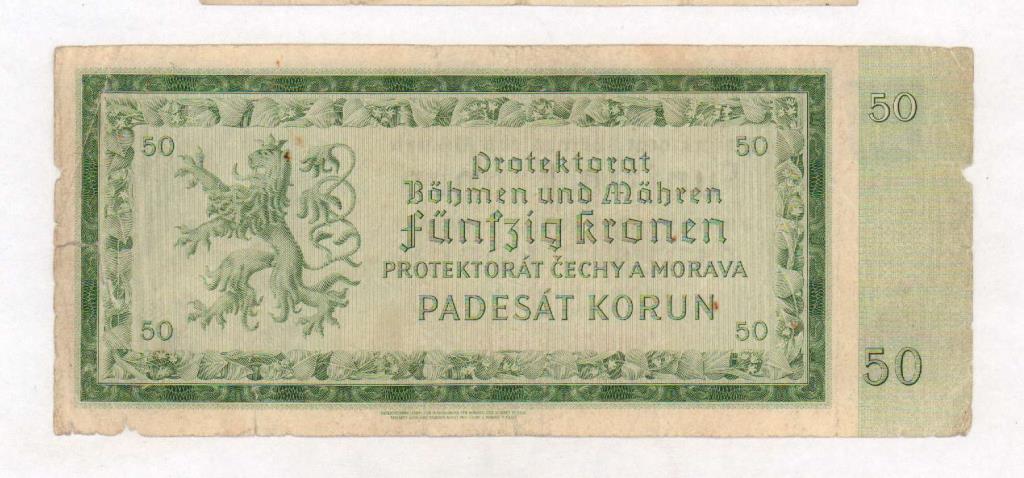 50
50
50
Protektorat
Böhmen und Mähren
Fünfzig Kronen
PROTEKTORÁT ČECHY A MORAVA
PADESÁT KORUN
50
50
50